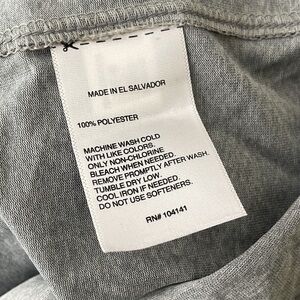 MADE IN EL SALVADOR
100% POLYESTER
MACHINE WASH COLD
WITH LIKE COLORS.
ONLY NON-CHLORINE
BLEACH WHEN NEEDED.
REMOVE PROMPTLY AFTER WASH.
TUMBLE DRY LOW.
COOL IRON IF NEEDED.
DO NOT USE SOFTENERS.
RN# 104141